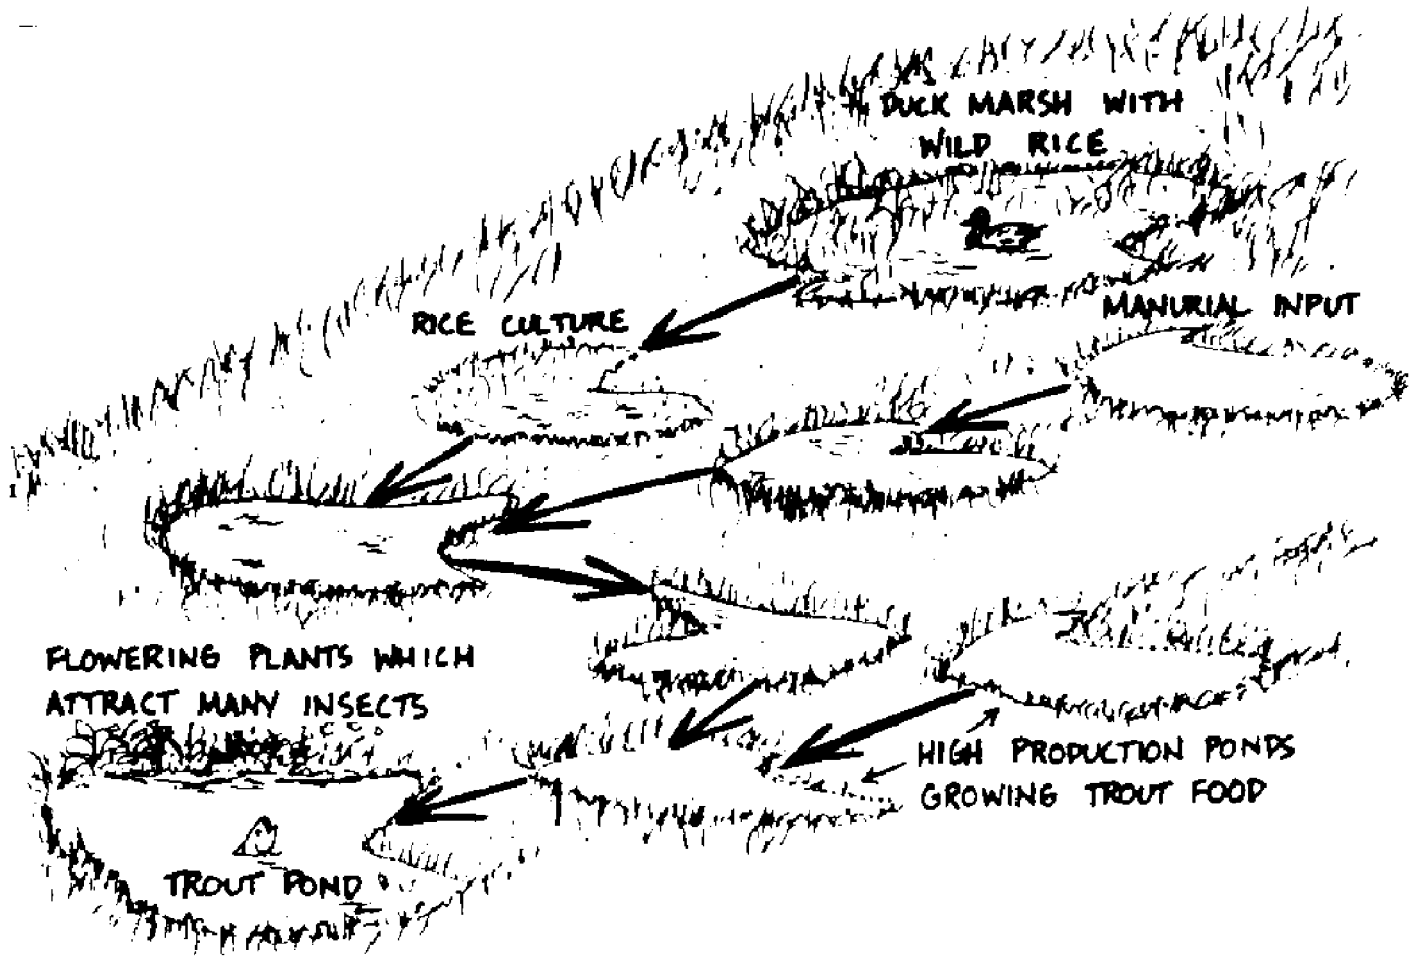 DUCK MARSH WITH
WILD RICE
MANURIAL INPUT
RICE CULTURE
FLOWERING PLANTS WHICH
ATTRACT MANY INSECTS
HIGH PRODUCTION PONDS
GROWING TROUT FOOD
TROUT POND